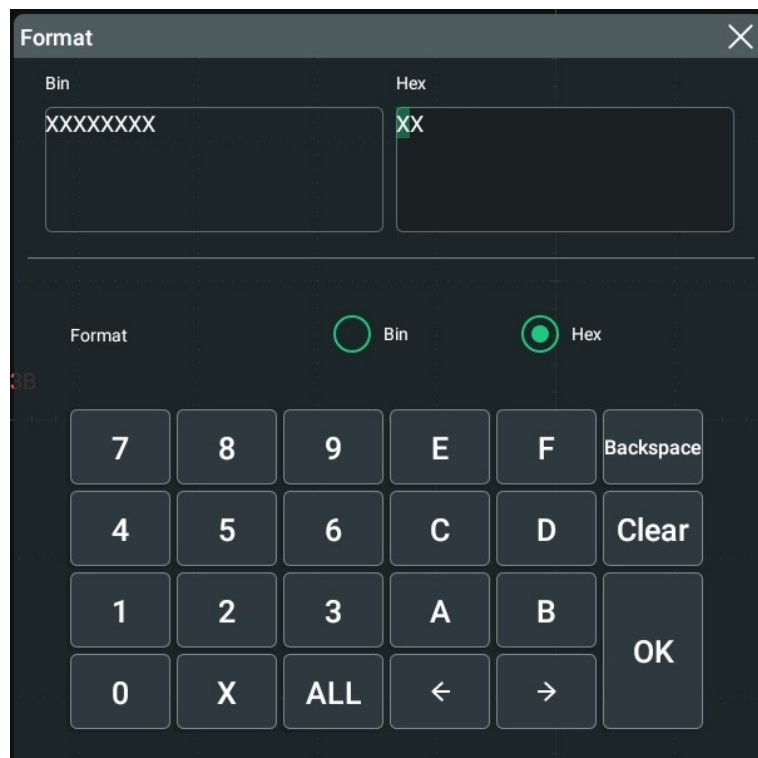 Format
Bin
Hex
XXXXXXXX
XX
Format
Bin
Hex
3B
7 8 9 E F Backspace
4 5 6 C D Clear
1 2 3 A B
OK
0 X ALL ← →